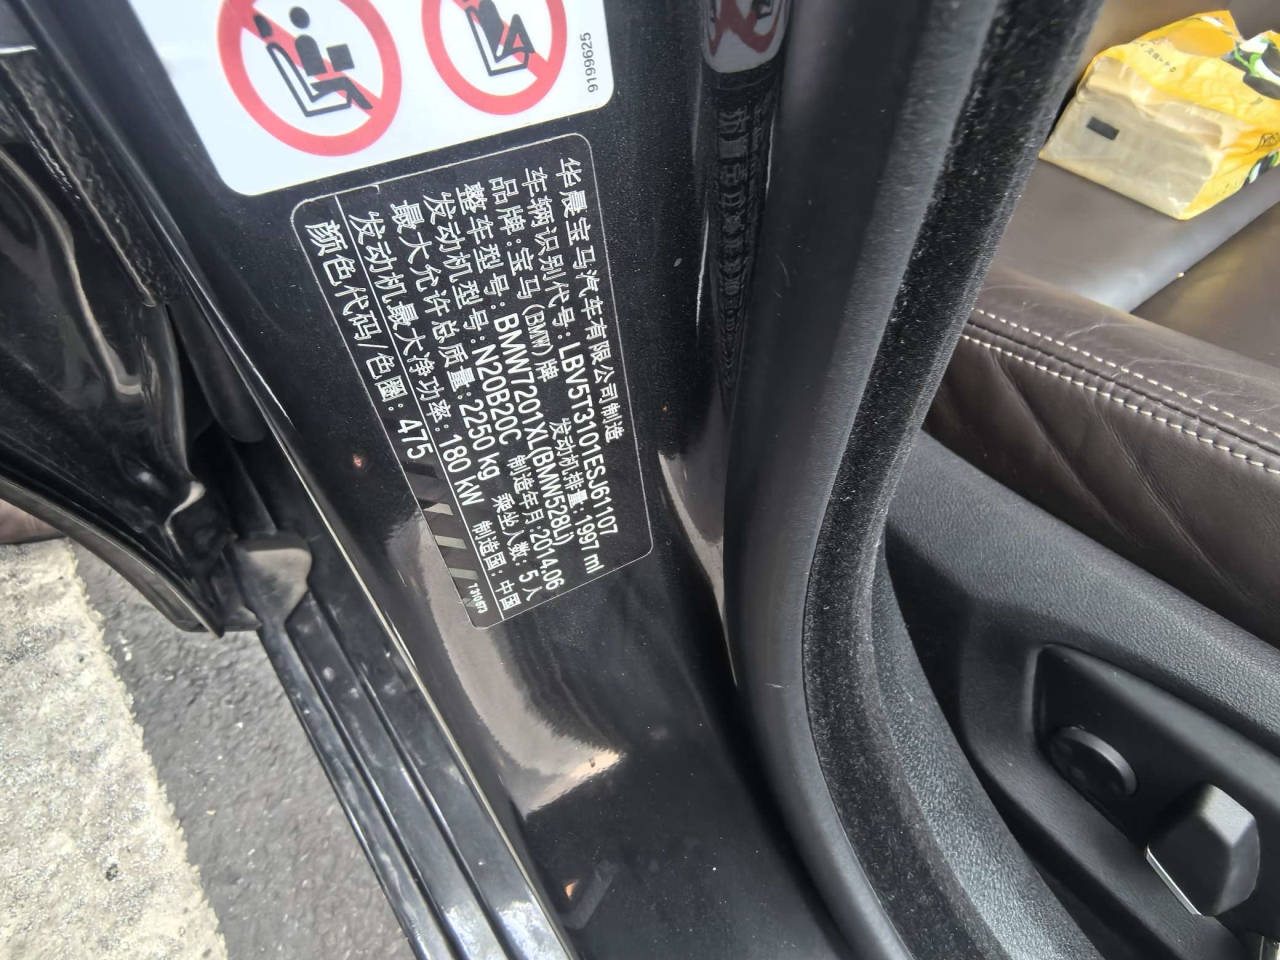 9199625
华晨宝马汽车有限公司制造
车辆识别代号: LBV5T3101ESJ61107
品牌: 宝马 (BMW) 牌 发动机排量: 1997 ml
整车型号: BMW7201XL(BMW528Li)
发动机型号: N20B20C 制造年月: 2014.06
最大允许总质量: 2250 kg 乘坐人数: 5 人
发动机最大净功率: 180 kW 制造国: 中国
颜色代码/色圈: 475